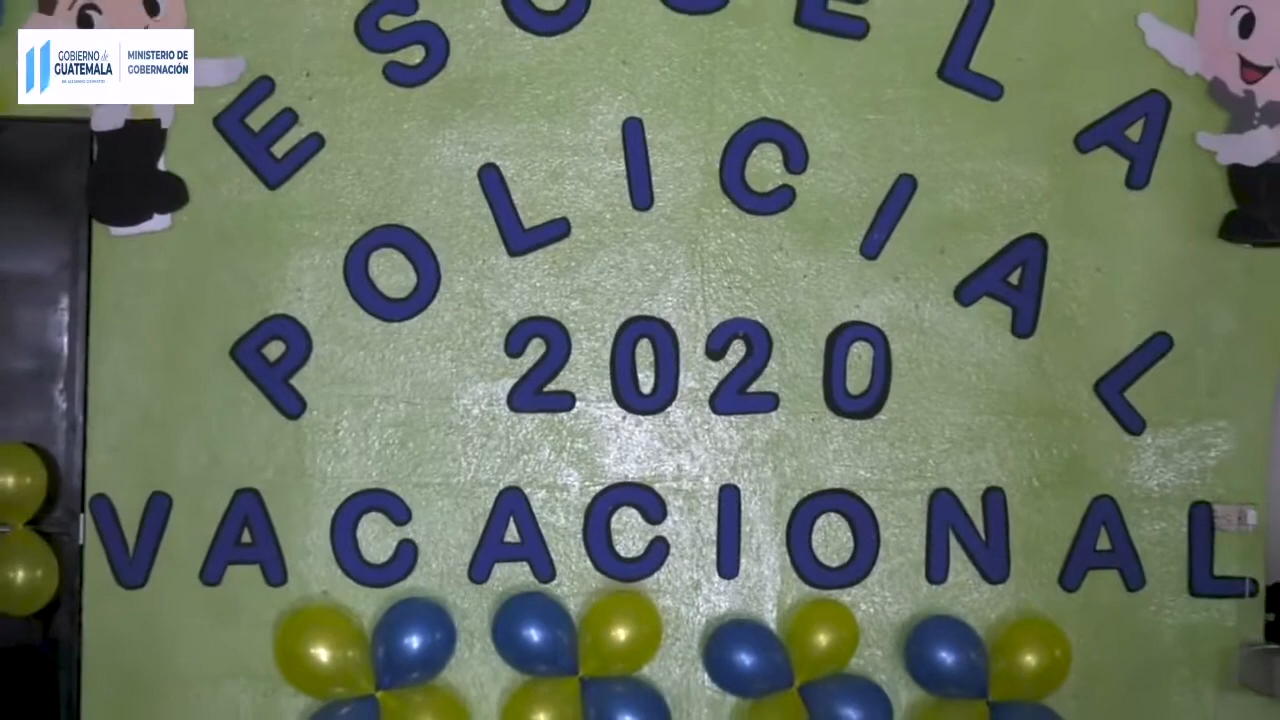 GOBIERNO de
GUATEMALA
MINISTERIO DE
GOBERNACIÓN
ESCUELA
POLICIAL
2020
VACACIONAL